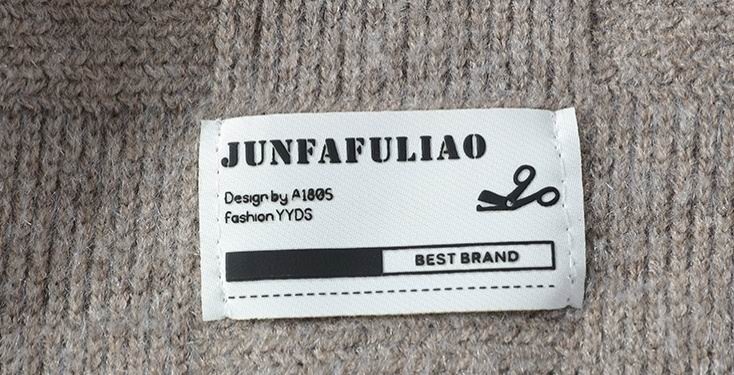 JUNFAFULIAO
Design by A180S
Fashion YYDS
BEST BRAND